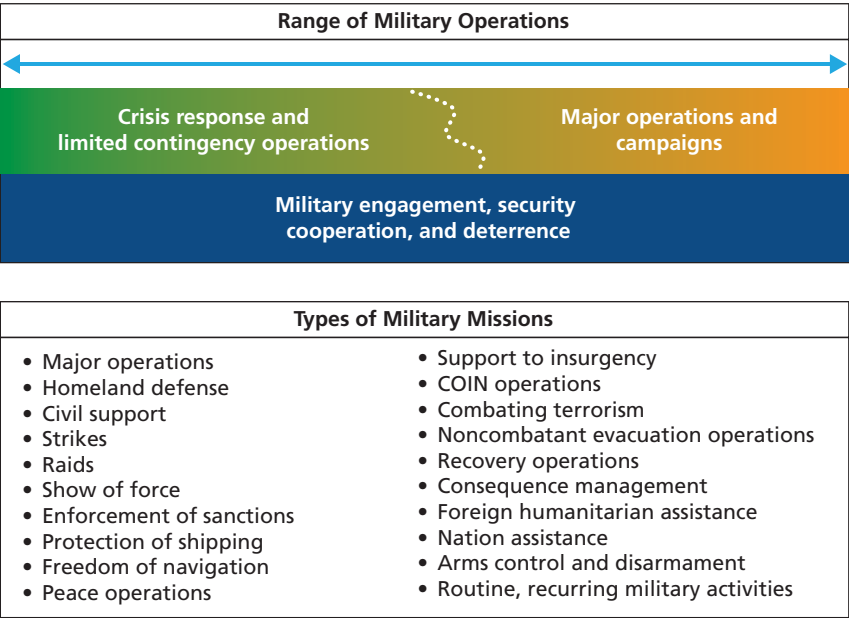 Range of Military Operations
Crisis response and
limited contingency operations
Major operations and
campaigns
Military engagement, security
cooperation, and deterrence
Types of Military Missions
• Major operations
• Homeland defense
• Civil support
• Strikes
• Raids
• Show of force
• Enforcement of sanctions
• Protection of shipping
• Freedom of navigation
• Peace operations
• Support to insurgency
• COIN operations
• Combating terrorism
• Noncombatant evacuation operations
• Recovery operations
• Consequence management
• Foreign humanitarian assistance
• Nation assistance
• Arms control and disarmament
• Routine, recurring military activities